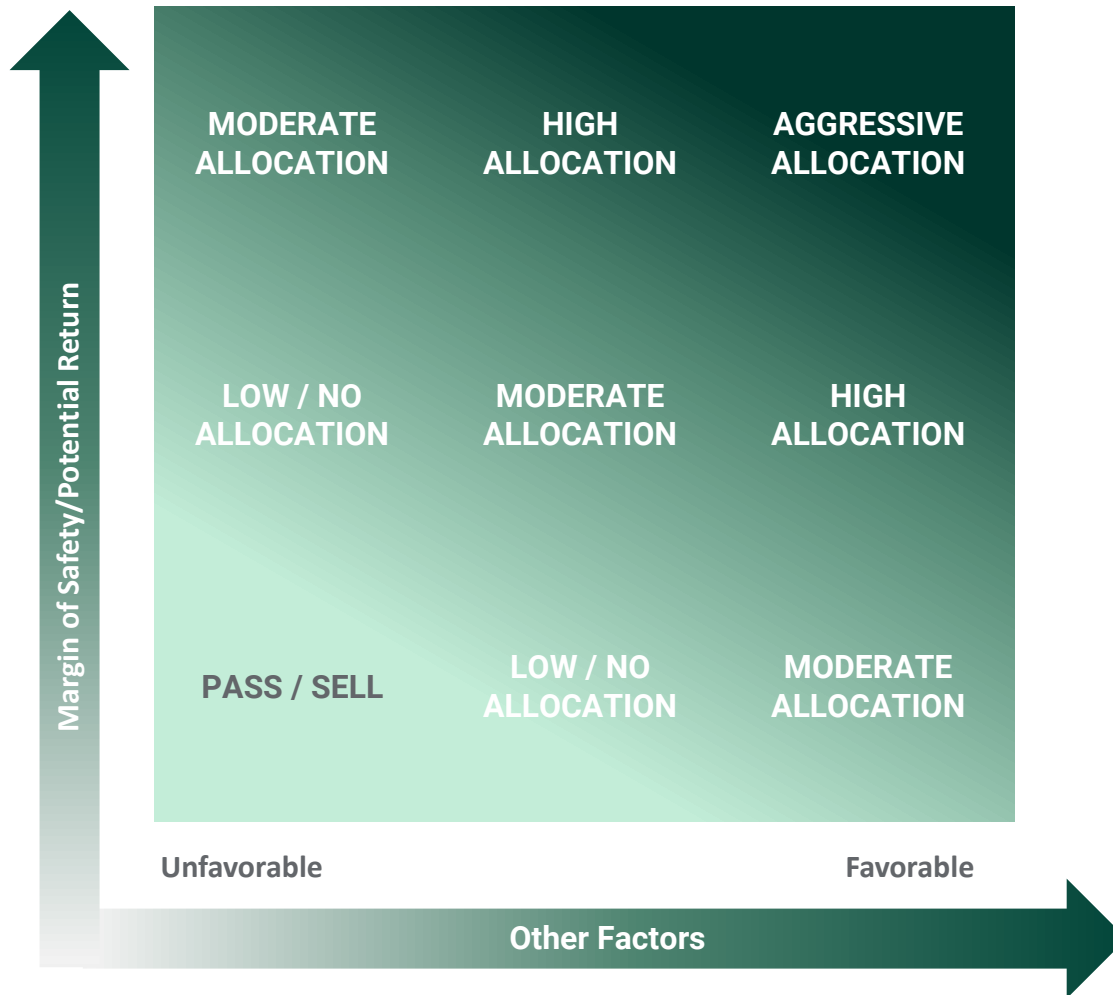 MODERATE
ALLOCATION
HIGH
ALLOCATION
AGGRESSIVE
ALLOCATION
LOW / NO
ALLOCATION
MODERATE
ALLOCATION
HIGH
ALLOCATION
PASS / SELL
LOW / NO
ALLOCATION
MODERATE
ALLOCATION
Margin of Safety/Potential Return
Unfavorable
Favorable
Other Factors